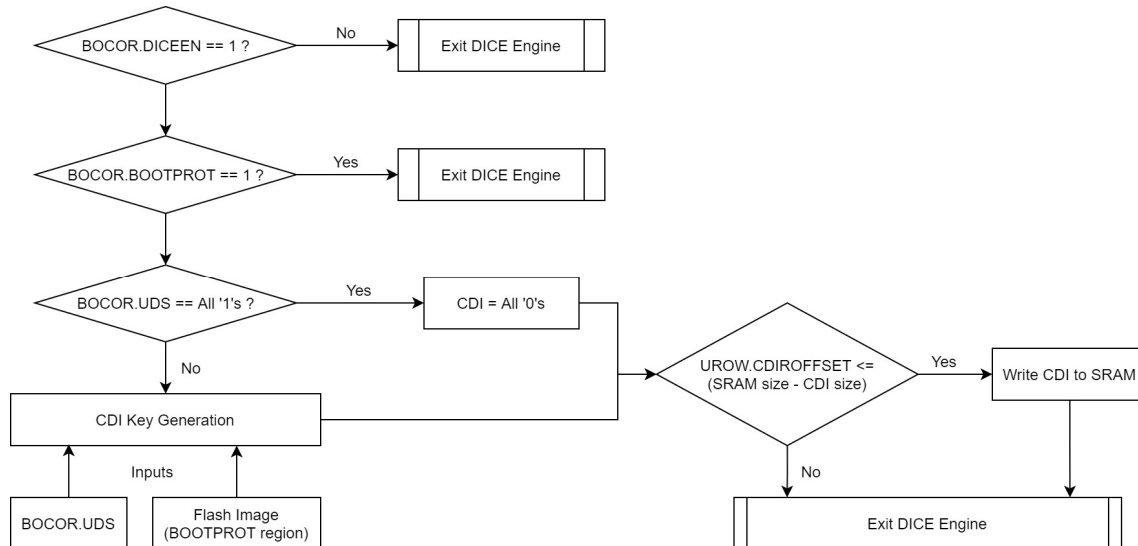 BOCOR.DICEEN == 1 ?
No
Exit DICE Engine
BOCOR.BOOTPROT == 1 ?
Yes
Exit DICE Engine
BOCOR.UDS == All '1's ?
Yes
CDI = All '0's
No
UROW.CDIROFFSET <=
(SRAM size - CDI size)
Yes
Write CDI to SRAM
CDI Key Generation
Inputs
No
BOCOR.UDS
Flash Image
(BOOTPROT region)
Exit DICE Engine